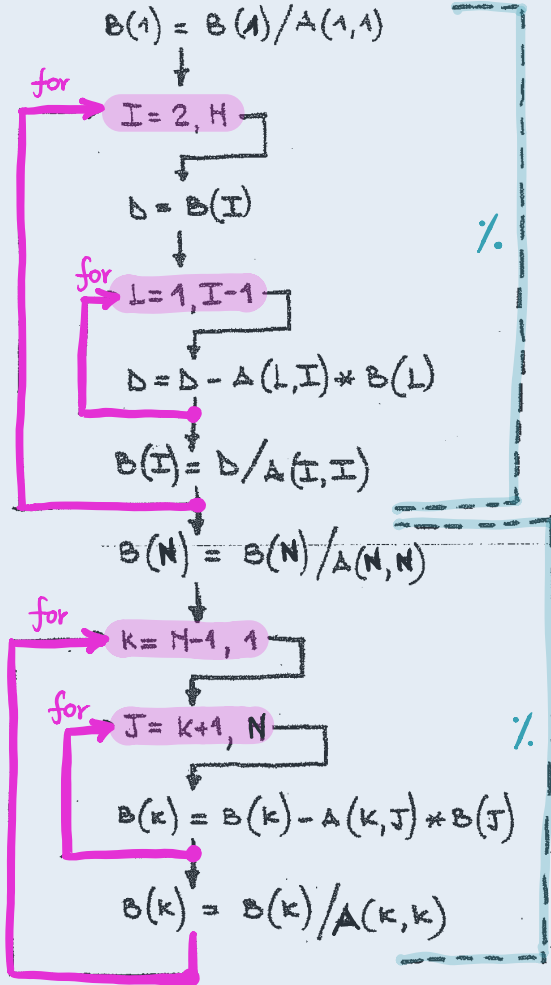 B(1) = B(1)/A(1,1)
for
I = 2, N
D = B(I)
for
L = 1, I-1
%
D = D - A(L,I) * B(L)
B(I) = D/A(I,I)
B(N) = B(N)/A(N,N)
for
K = N-1, 1
for
J = K+1, N
%
B(K) = B(K) - A(K,J) * B(J)
B(K) = B(K)/A(K,K)